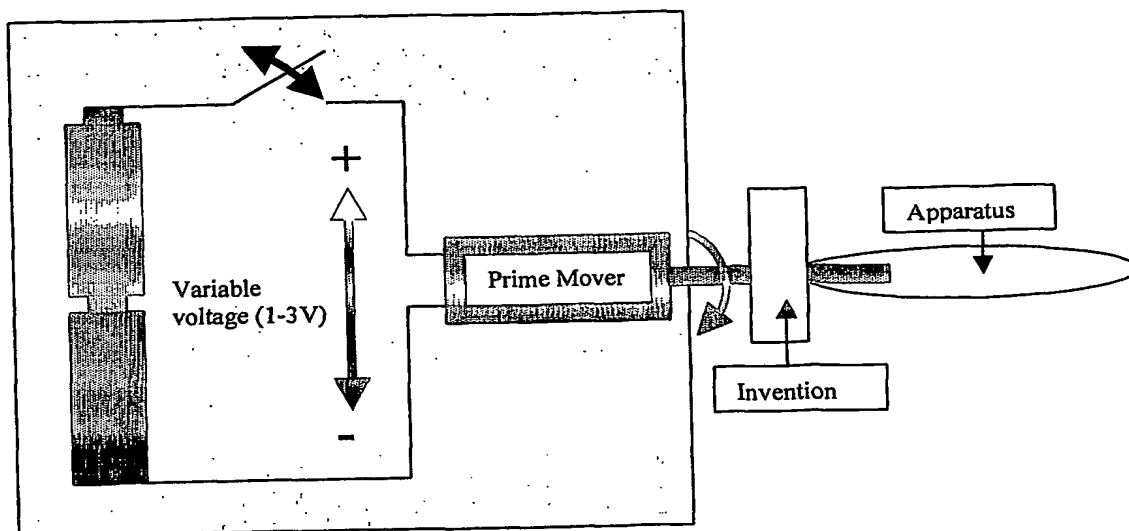 +
Apparatus
Prime Mover
Variable
voltage (1-3V)
Invention
-